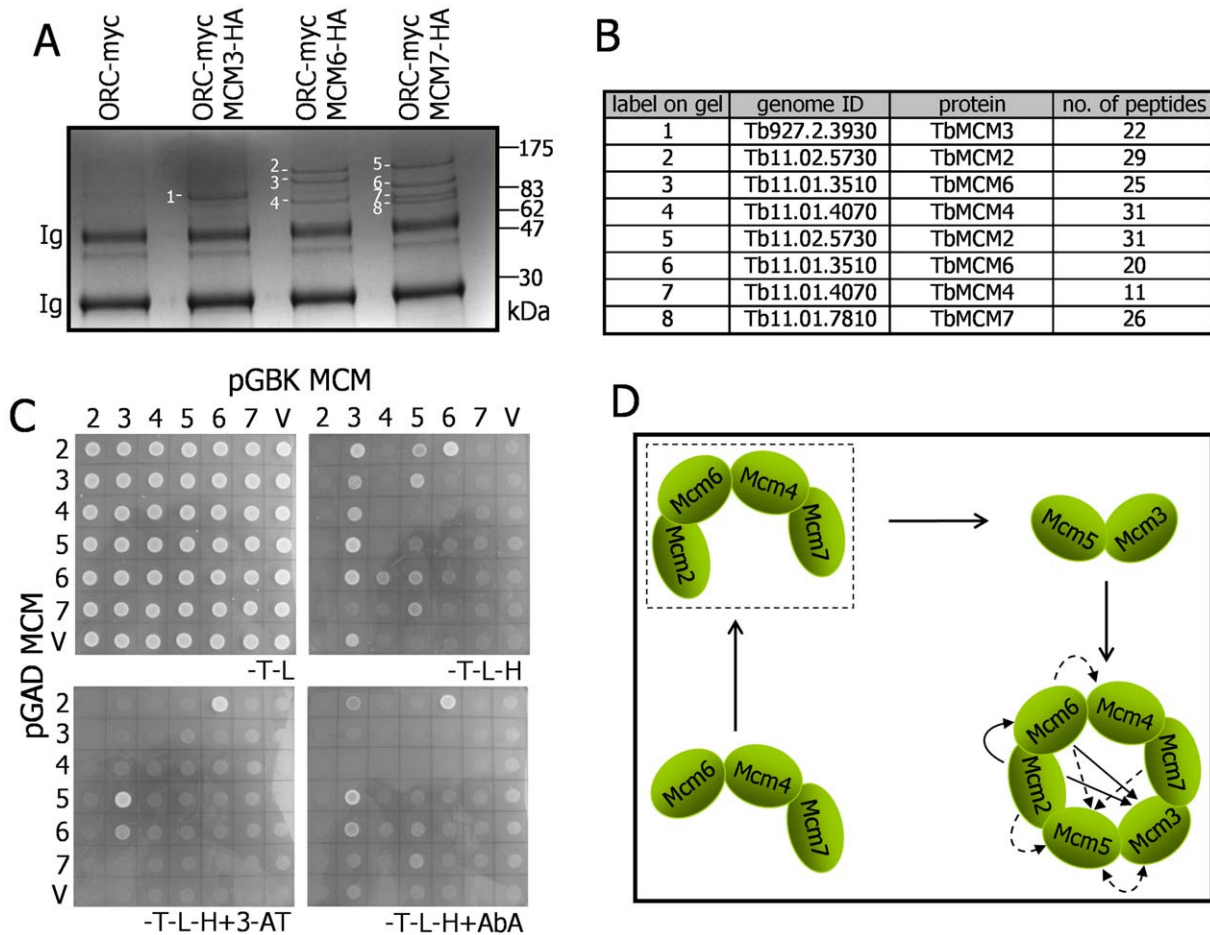 A
ORC-myc
ORC-myc
MCM3-HA
ORC-myc
MCM6-HA
ORC-myc
MCM7-HA
175
83
62
47
30
kDa
Ig
Ig
1
2
3
4
5
6
7
8
B
label on gel genome ID protein no. of peptides
1 Tb927.2.3930 TbMCM3 22
2 Tb11.02.5730 TbMCM2 29
3 Tb11.01.3510 TbMCM6 25
4 Tb11.01.4070 TbMCM4 31
5 Tb11.02.5730 TbMCM2 31
6 Tb11.01.3510 TbMCM6 20
7 Tb11.01.4070 TbMCM4 11
8 Tb11.01.7810 TbMCM7 26
C
pGBK MCM
2 3 4 5 6 7 V 2 3 4 5 6 7 V
pGAD MCM
2
3
4
5
6
7
V
-T-L -T-L-H
2
3
4
5
6
7
V
-T-L-H+3-AT -T-L-H+AbA
D
Mcm6 Mcm4
Mcm2 Mcm7
Mcm5 Mcm3
Mcm6 Mcm4
Mcm7
Mcm6 Mcm4
Mcm2 Mcm7
Mcm5 Mcm3